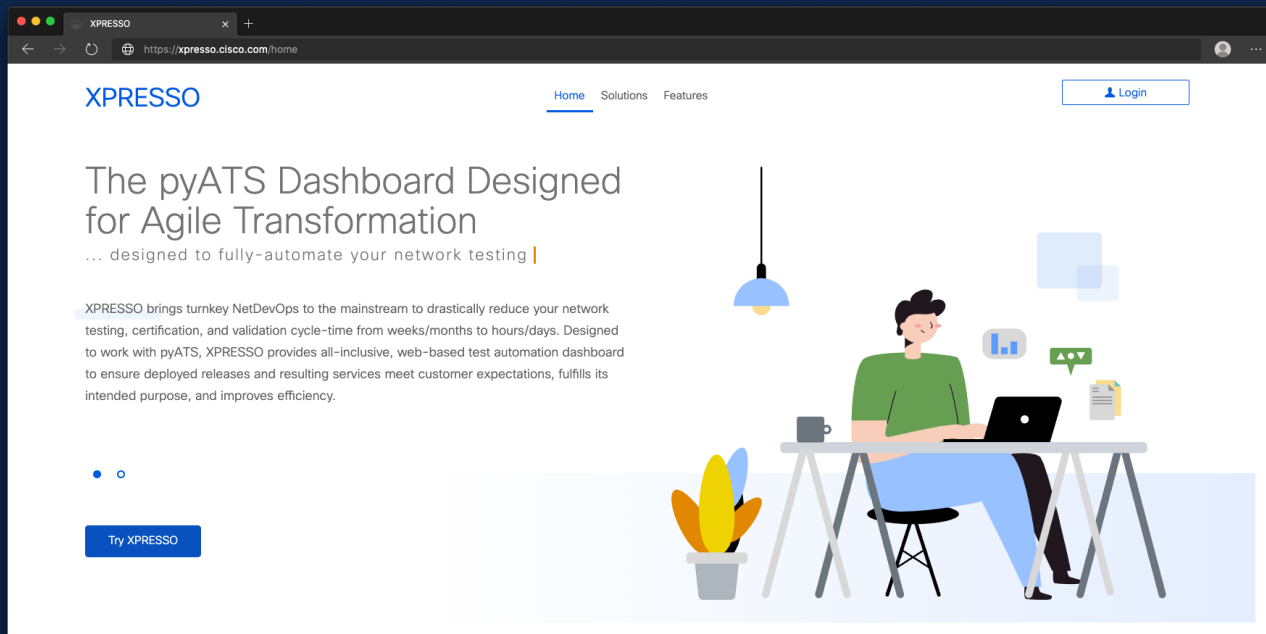 XPRESSO
https://xpresso.cisco.com/home
XPRESSO
Home
Solutions
Features
Login
The pyATS Dashboard Designed
for Agile Transformation
... designed to fully-automate your network testing
XPRESSO brings turnkey NetDevOps to the mainstream to drastically reduce your network
testing, certification, and validation cycle-time from weeks/months to hours/days. Designed
to work with pyATS, XPRESSO provides all-inclusive, web-based test automation dashboard
to ensure deployed releases and resulting services meet customer expectations, fulfills its
intended purpose, and improves efficiency.
Try XPRESSO